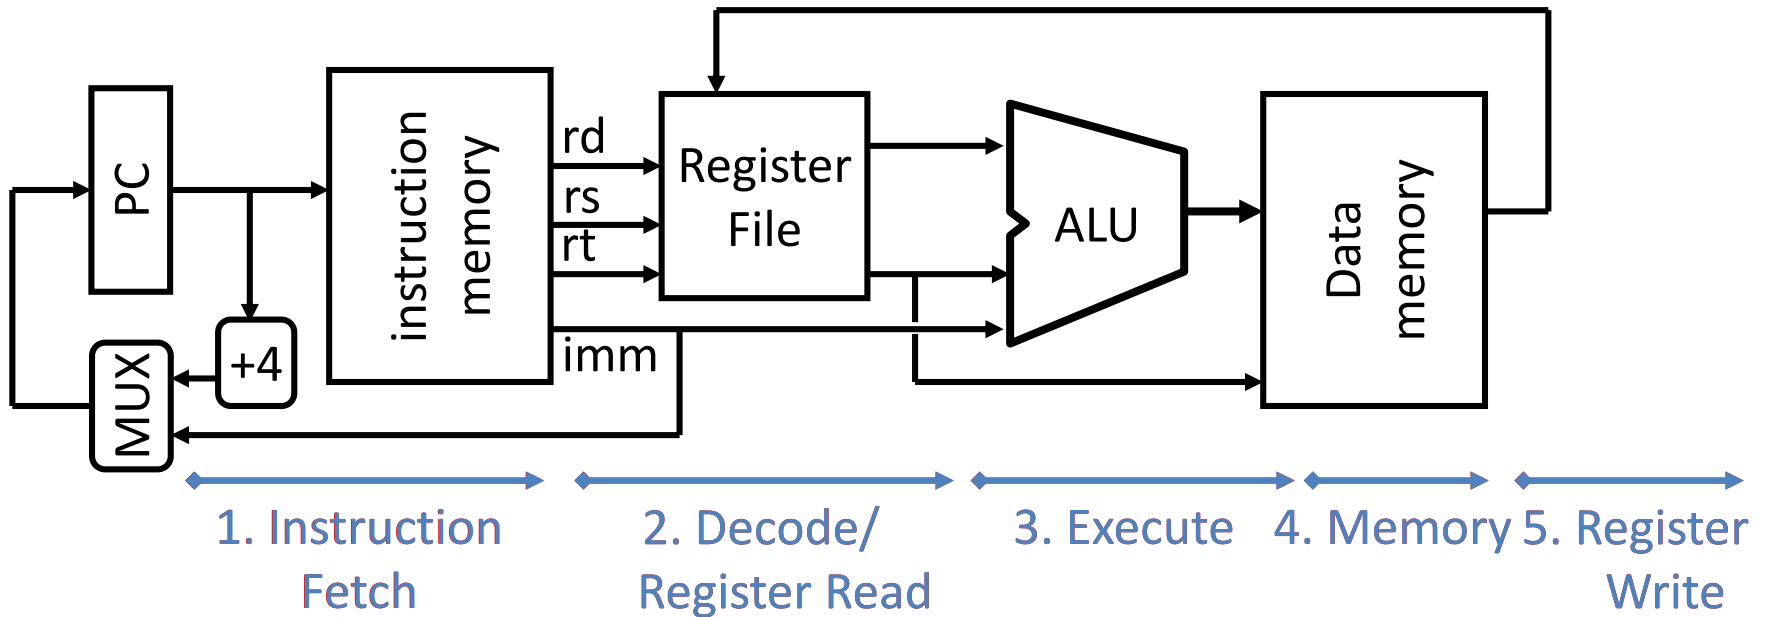 PC
+4
MUX
instruction
memory
rd
rs
rt
imm
Register
File
ALU
Data
memory
1. Instruction
Fetch
2. Decode/
Register Read
3. Execute
4. Memory
5. Register
Write